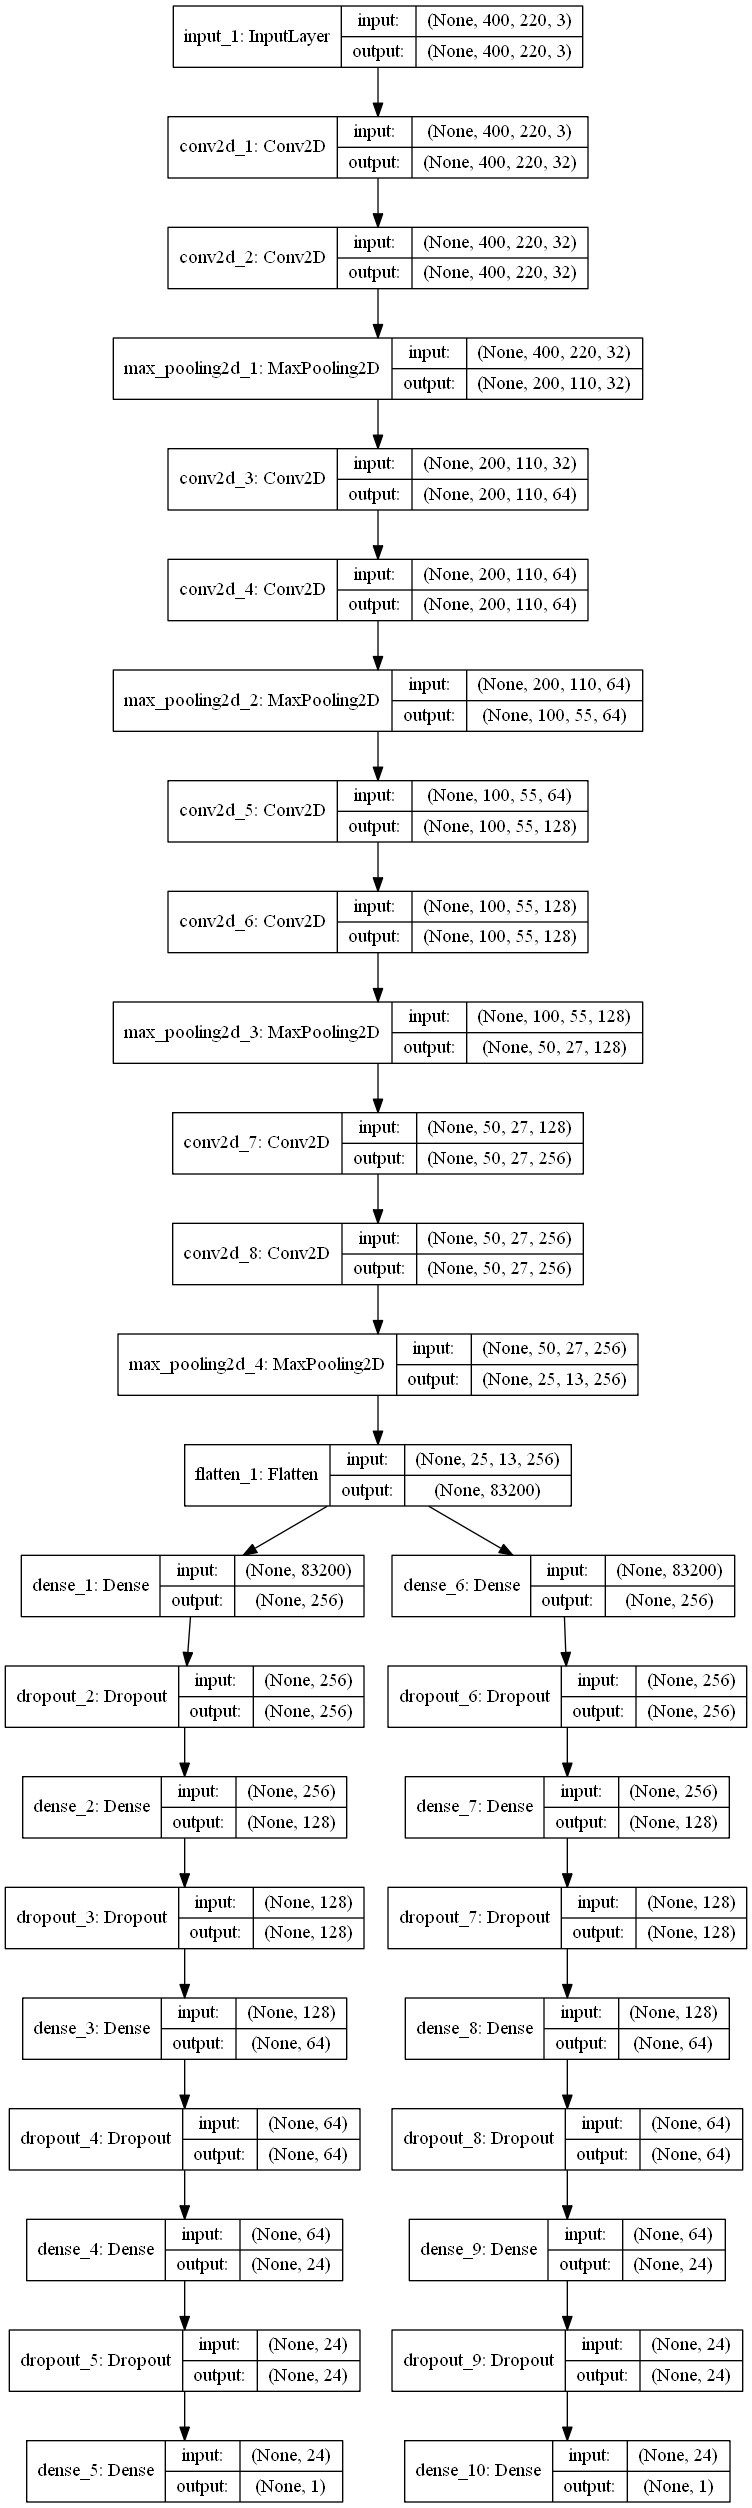 input_1: InputLayer
input: (None, 400, 220, 3)
output: (None, 400, 220, 3)
conv2d_1: Conv2D
input: (None, 400, 220, 3)
output: (None, 400, 220, 32)
conv2d_2: Conv2D
input: (None, 400, 220, 32)
output: (None, 400, 220, 32)
max_pooling2d_1: MaxPooling2D
input: (None, 400, 220, 32)
output: (None, 200, 110, 32)
conv2d_3: Conv2D
input: (None, 200, 110, 32)
output: (None, 200, 110, 64)
conv2d_4: Conv2D
input: (None, 200, 110, 64)
output: (None, 200, 110, 64)
max_pooling2d_2: MaxPooling2D
input: (None, 200, 110, 64)
output: (None, 100, 55, 64)
conv2d_5: Conv2D
input: (None, 100, 55, 64)
output: (None, 100, 55, 128)
conv2d_6: Conv2D
input: (None, 100, 55, 128)
output: (None, 100, 55, 128)
max_pooling2d_3: MaxPooling2D
input: (None, 100, 55, 128)
output: (None, 50, 27, 128)
conv2d_7: Conv2D
input: (None, 50, 27, 128)
output: (None, 50, 27, 256)
conv2d_8: Conv2D
input: (None, 50, 27, 256)
output: (None, 50, 27, 256)
max_pooling2d_4: MaxPooling2D
input: (None, 50, 27, 256)
output: (None, 25, 13, 256)
flatten_1: Flatten
input: (None, 25, 13, 256)
output: (None, 83200)
dense_1: Dense
input: (None, 83200)
output: (None, 256)
dense_6: Dense
input: (None, 83200)
output: (None, 256)
dropout_2: Dropout
input: (None, 256)
output: (None, 256)
dropout_6: Dropout
input: (None, 256)
output: (None, 256)
dense_2: Dense
input: (None, 256)
output: (None, 128)
dense_7: Dense
input: (None, 256)
output: (None, 128)
dropout_3: Dropout
input: (None, 128)
output: (None, 128)
dropout_7: Dropout
input: (None, 128)
output: (None, 128)
dense_3: Dense
input: (None, 128)
output: (None, 64)
dense_8: Dense
input: (None, 128)
output: (None, 64)
dropout_4: Dropout
input: (None, 64)
output: (None, 64)
dropout_8: Dropout
input: (None, 64)
output: (None, 64)
dense_4: Dense
input: (None, 64)
output: (None, 24)
dense_9: Dense
input: (None, 64)
output: (None, 24)
dropout_5: Dropout
input: (None, 24)
output: (None, 24)
dropout_9: Dropout
input: (None, 24)
output: (None, 24)
dense_5: Dense
input: (None, 24)
output: (None, 1)
dense_10: Dense
input: (None, 24)
output: (None, 1)